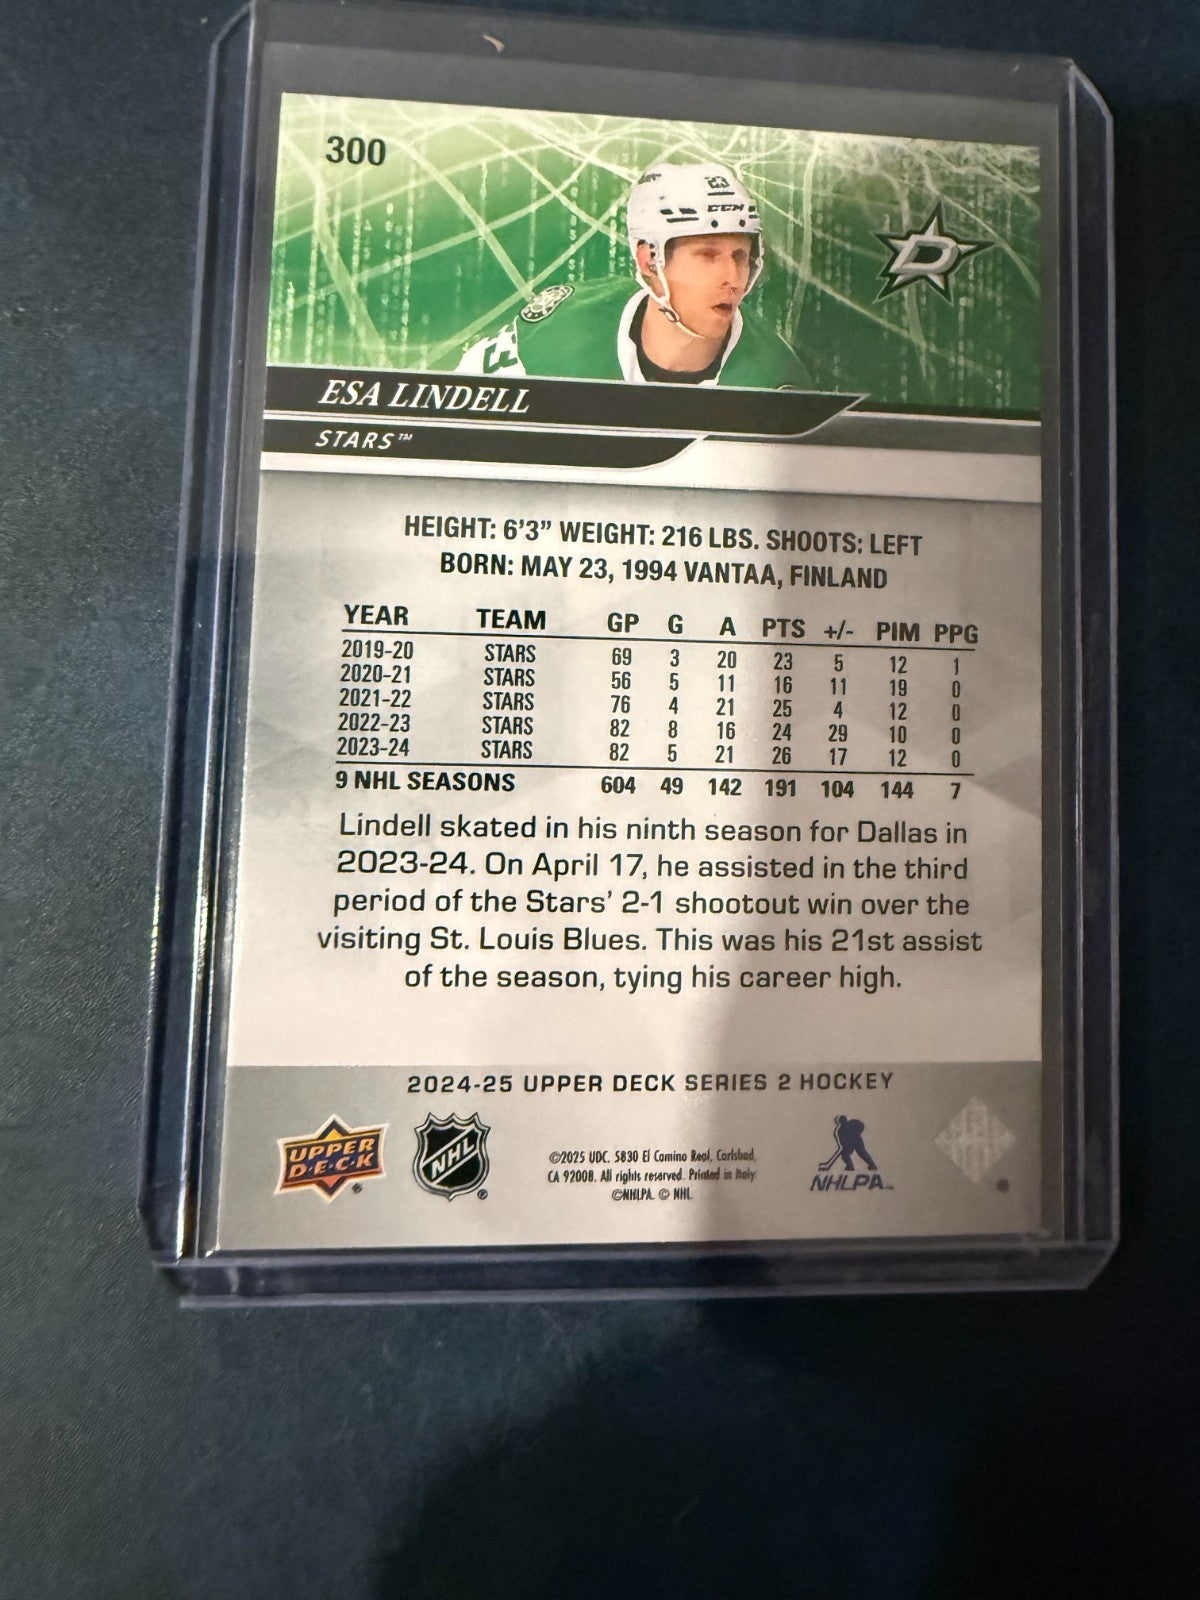 300
23
CCM
D
23
ESA LINDELL
STARS™
HEIGHT: 6'3" WEIGHT: 216 LBS. SHOOTS: LEFT
BORN: MAY 23, 1994 VANTAA, FINLAND
YEAR TEAM GP G A PTS +/- PIM PPG
2019-20 STARS 69 3 20 23 5 12 1
2020-21 STARS 56 5 11 16 11 19 0
2021-22 STARS 76 4 21 25 4 12 0
2022-23 STARS 82 8 16 24 29 10 0
2023-24 STARS 82 5 21 26 17 12 0
9 NHL SEASONS 604 49 142 191 104 144 7
Lindell skated in his ninth season for Dallas in
2023-24. On April 17, he assisted in the third
period of the Stars' 2-1 shootout win over the
visiting St. Louis Blues. This was his 21st assist
of the season, tying his career high.
2024-25 UPPER DECK SERIES 2 HOCKEY
UPPER
D·E·C·K
®
NHL
®
©2025 UDC. 5830 El Camino Real, Carlsbad,
CA 92008. All rights reserved. Printed in Italy.
©NHLPA. © NHL
NHLPA™